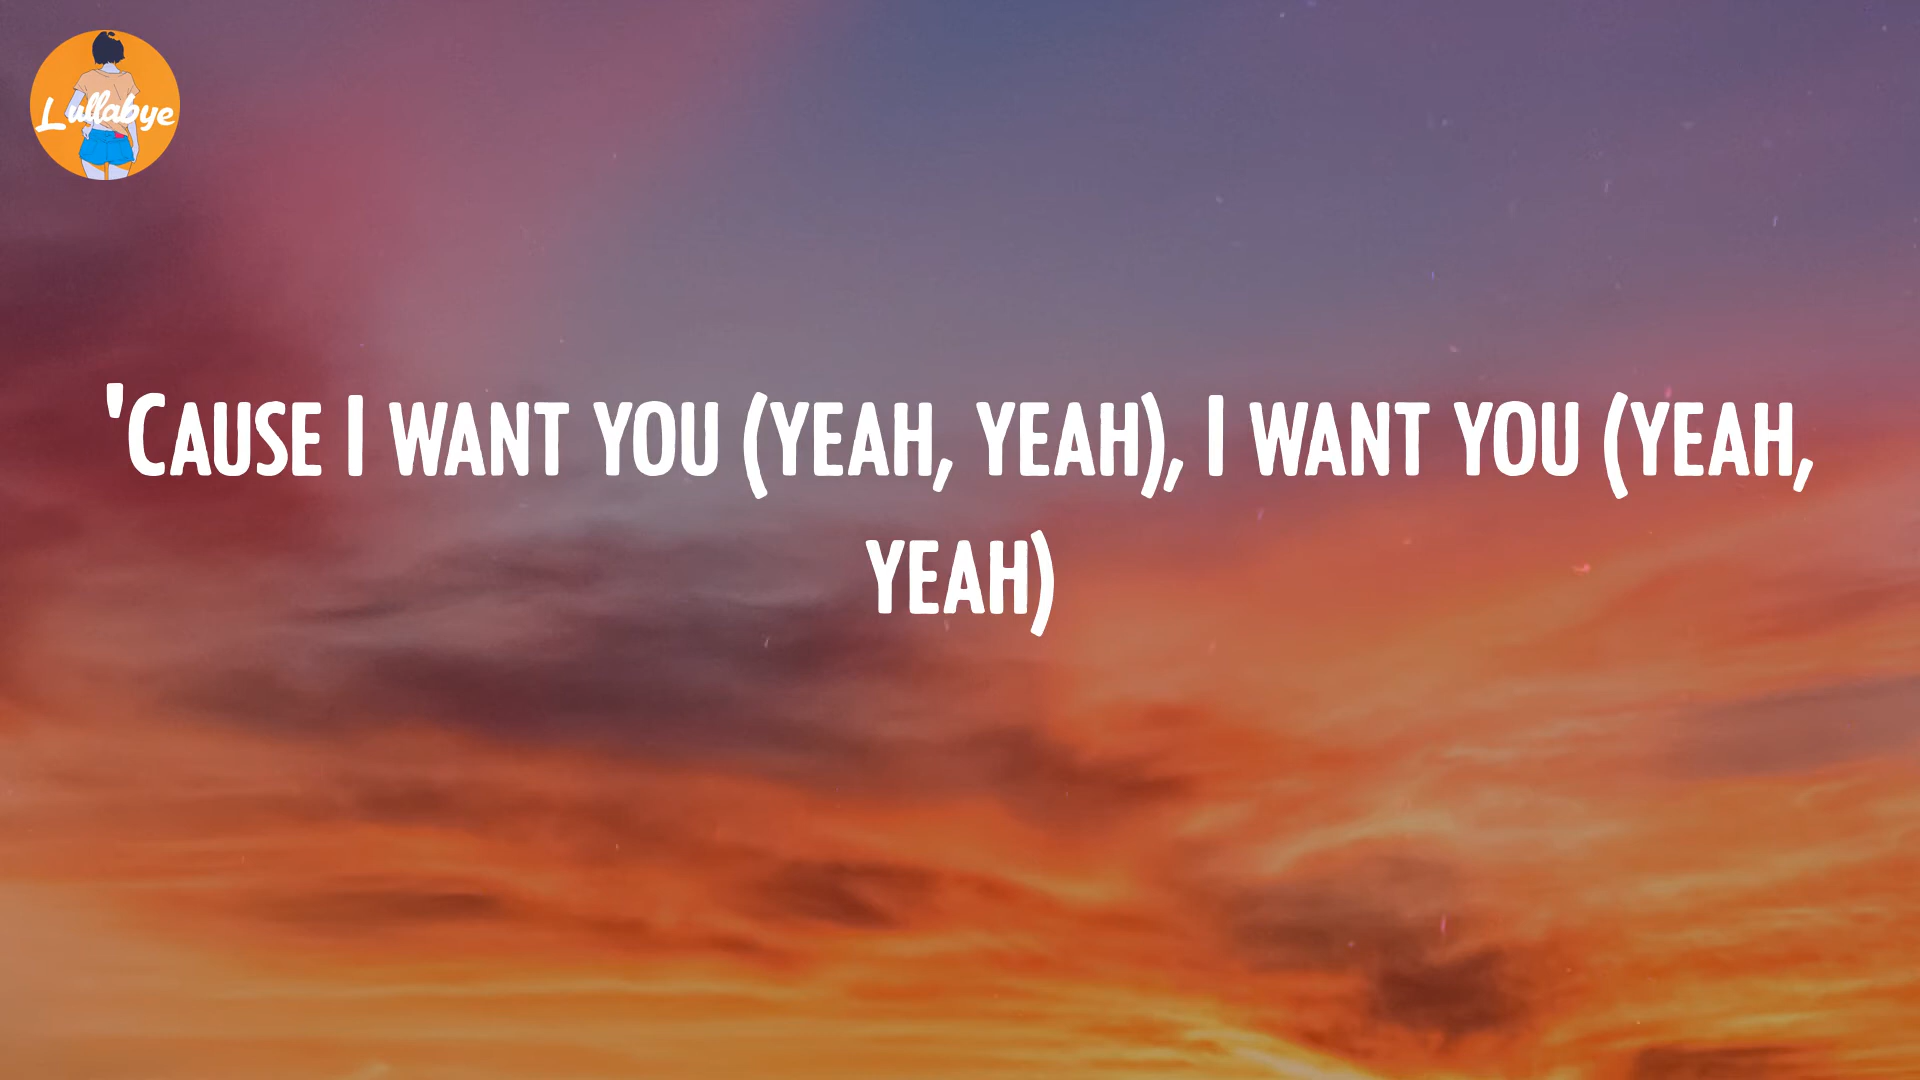 Lullabye
'Cause I want you (yeah, yeah), I want you (yeah,
yeah)